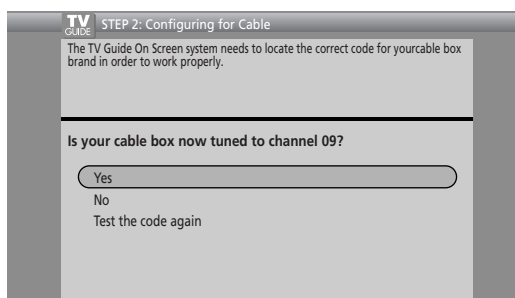 TV
GUIDE
STEP 2: Configuring for Cable
The TV Guide On Screen system needs to locate the correct code for yourcable box
brand in order to work properly.
Is your cable box now tuned to channel 09?
Yes
No
Test the code again